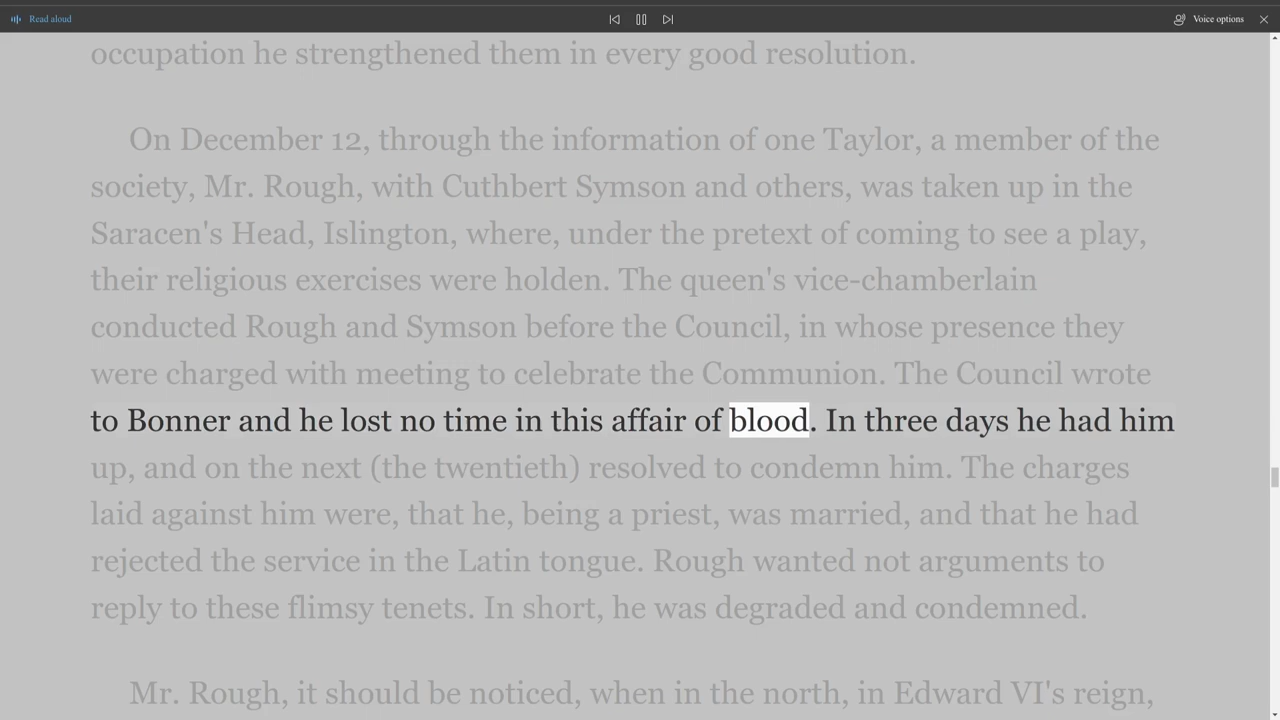 Read aloud
Voice options
occupation he strengthened them in every good resolution.
On December 12, through the information of one Taylor, a member of the
society, Mr. Rough, with Cuthbert Symson and others, was taken up in the
Saracen's Head, Islington, where, under the pretext of coming to see a play,
their religious exercises were holden. The queen's vice-chamberlain
conducted Rough and Symson before the Council, in whose presence they
were charged with meeting to celebrate the Communion. The Council wrote
to Bonner and he lost no time in this affair of blood. In three days he had him
up, and on the next (the twentieth) resolved to condemn him. The charges
laid against him were, that he, being a priest, was married, and that he had
rejected the service in the Latin tongue. Rough wanted not arguments to
reply to these flimsy tenets. In short, he was degraded and condemned.
Mr. Rough, it should be noticed, when in the north, in Edward VI's reign,